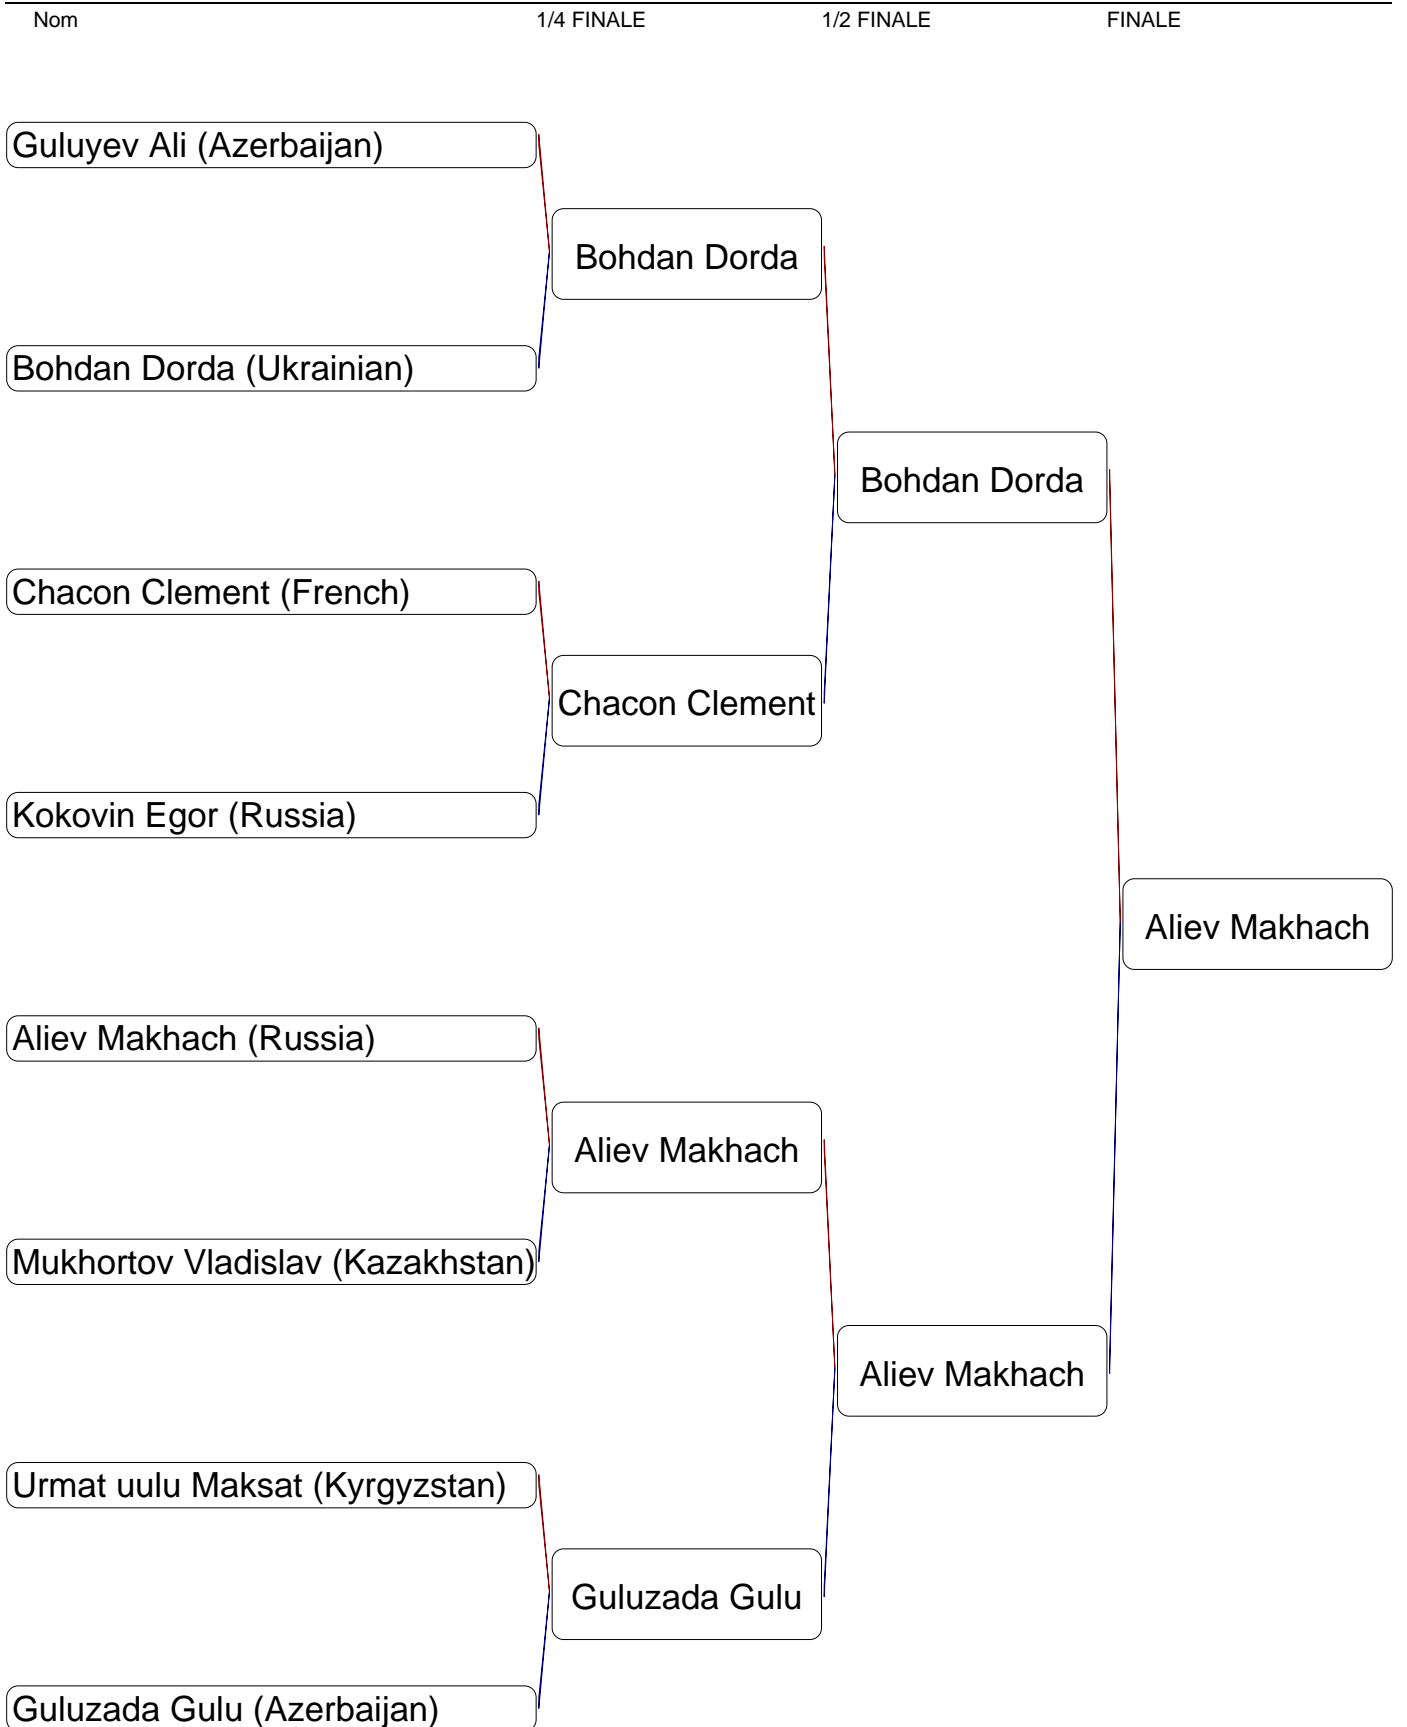 Nom 1/4 FINALE 1/2 FINALE FINALE
Guluyev Ali (Azerbaijan)
Bohdan Dorda
Bohdan Dorda (Ukrainian)
Bohdan Dorda
Chacon Clement (French)
Chacon Clement
Kokovin Egor (Russia)
Aliev Makhach
Aliev Makhach (Russia)
Aliev Makhach
Mukhortov Vladislav (Kazakhstan)
Aliev Makhach
Urmat uulu Maksat (Kyrgyzstan)
Guluzada Gulu
Guluzada Gulu (Azerbaijan)